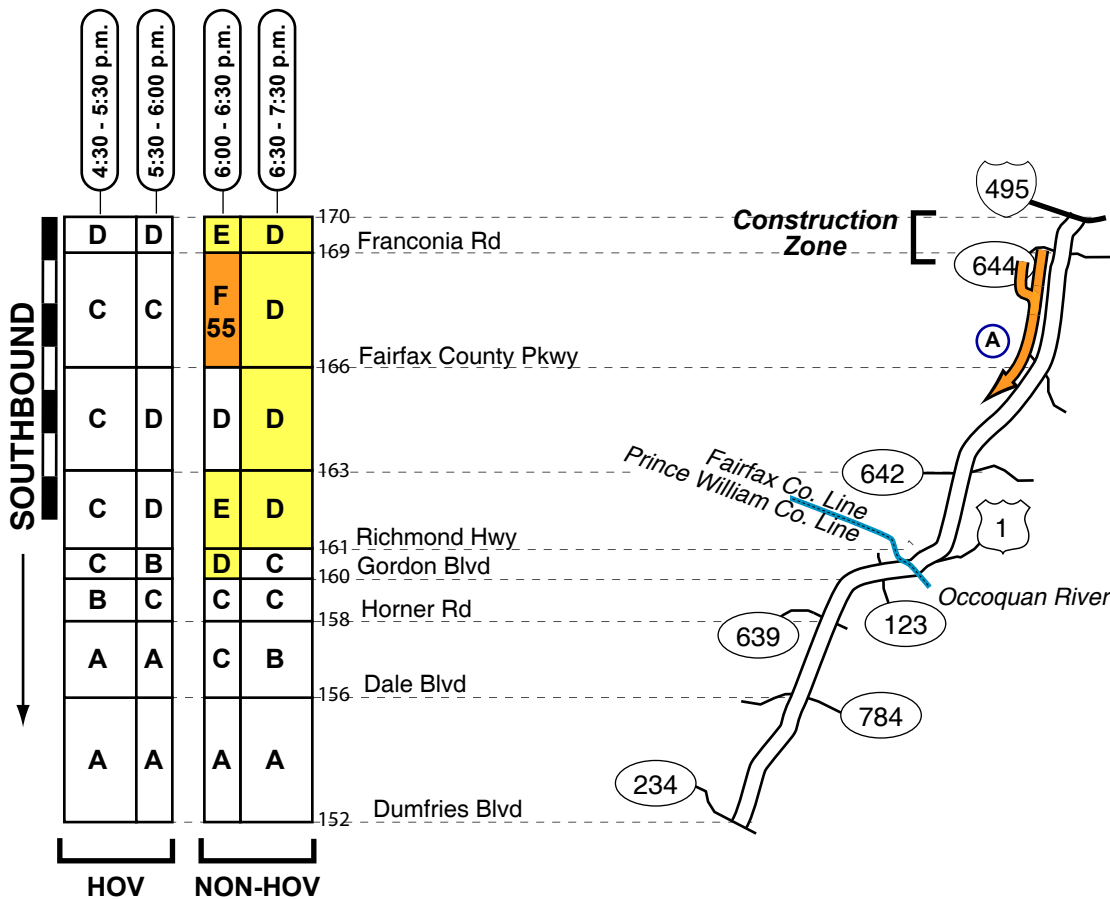 4:30 - 5:30 p.m.
5:30 - 6:00 p.m.
6:00 - 6:30 p.m.
6:30 - 7:30 p.m.
SOUTHBOUND
D D E D
170
Franconia Rd
169
C C F 55 D
Fairfax County Pkwy
166
C D D D
163
C D E D
Richmond Hwy
161
C B D C
Gordon Blvd
160
B C C C
Horner Rd
158
A A C B
Dale Blvd
156
A A A A
Dumfries Blvd
152
HOV NON-HOV
Construction
Zone
495
644
A
642
Fairfax Co. Line
Prince William Co. Line
1
Occoquan River
123
639
784
234